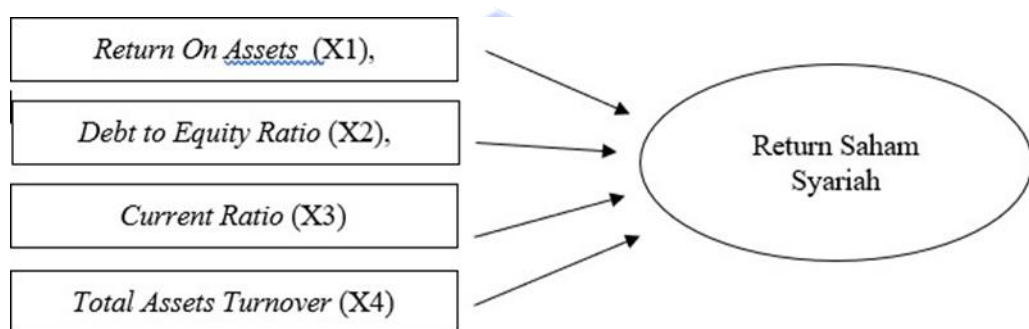 Return On Assets (X1),
Debt to Equity Ratio (X2),
Current Ratio (X3)
Total Assets Turnover (X4)
Return Saham
Syariah